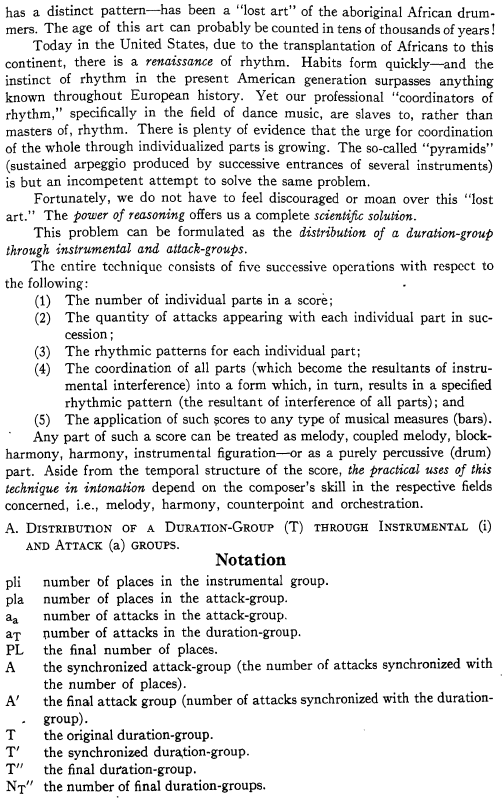 has a distinct pattern—has been a “lost art” of the aboriginal African drum-
mers. The age of this art can probably be counted in tens of thousands of years!
Today in the United States, due to the transplantation of Africans to this
continent, there is a renaissance of rhythm. Habits form quickly—and the
instinct of rhythm in the present American generation surpasses anything
known throughout European history. Yet our professional “coordinators of
rhythm,” specifically in the field of dance music, are slaves to, rather than
masters of, rhythm. There is plenty of evidence that the urge for coordination
of the whole through individualized parts is growing. The so-called “pyramids”
(sustained arpeggio produced by successive entrances of several instruments)
is but an incompetent attempt to solve the same problem.
Fortunately, we do not have to feel discouraged or moan over this “lost
art.” The power of reasoning offers us a complete scientific solution.
This problem can be formulated as the distribution of a duration-group
through instrumental and attack-groups.
The entire technique consists of five successive operations with respect to
the following:
(1) The number of individual parts in a score;
(2) The quantity of attacks appearing with each individual part in suc-
cession;
(3) The rhythmic patterns for each individual part;
(4) The coordination of all parts (which become the resultants of instru-
mental interference) into a form which, in turn, results in a specified
rhythmic pattern (the resultant of interference of all parts); and
(5) The application of such scores to any type of musical measures (bars).
Any part of such a score can be treated as melody, coupled melody, block-
harmony, harmony, instrumental figuration—or as a purely percussive (drum)
part. Aside from the temporal structure of the score, the practical uses of this
technique in intonation depend on the composer’s skill in the respective fields
concerned, i.e., melody, harmony, counterpoint and orchestration.
A. DISTRIBUTION OF A DURATION-GROUP (T) THROUGH INSTRUMENTAL (i)
AND ATTACK (a) GROUPS.
Notation
pli number of places in the instrumental group.
pla number of places in the attack-group.
aa number of attacks in the attack-group.
aT number of attacks in the duration-group.
PL the final number of places.
A the synchronized attack-group (the number of attacks synchronized with
the number of places).
A′ the final attack group (number of attacks synchronized with the duration-
group).
T the original duration-group.
T′ the synchronized duration-group.
T″ the final duration-group.
NT″ the number of final duration-groups.